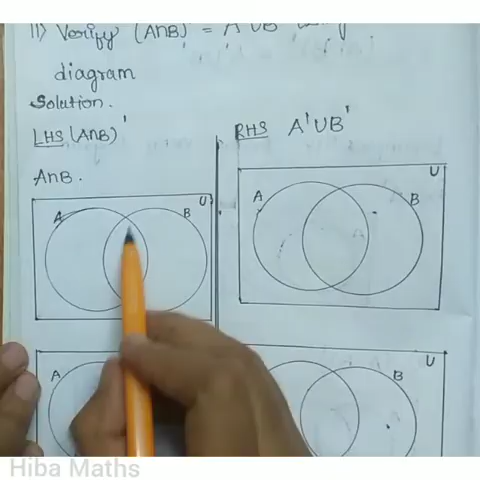 11) Verify (A∩B)' = A'UB'
diagram
Solution.
LHS (A∩B)'
A∩B.
A
B
U
RHS A'UB'
A
B
U
A
B
U
Hiba Maths